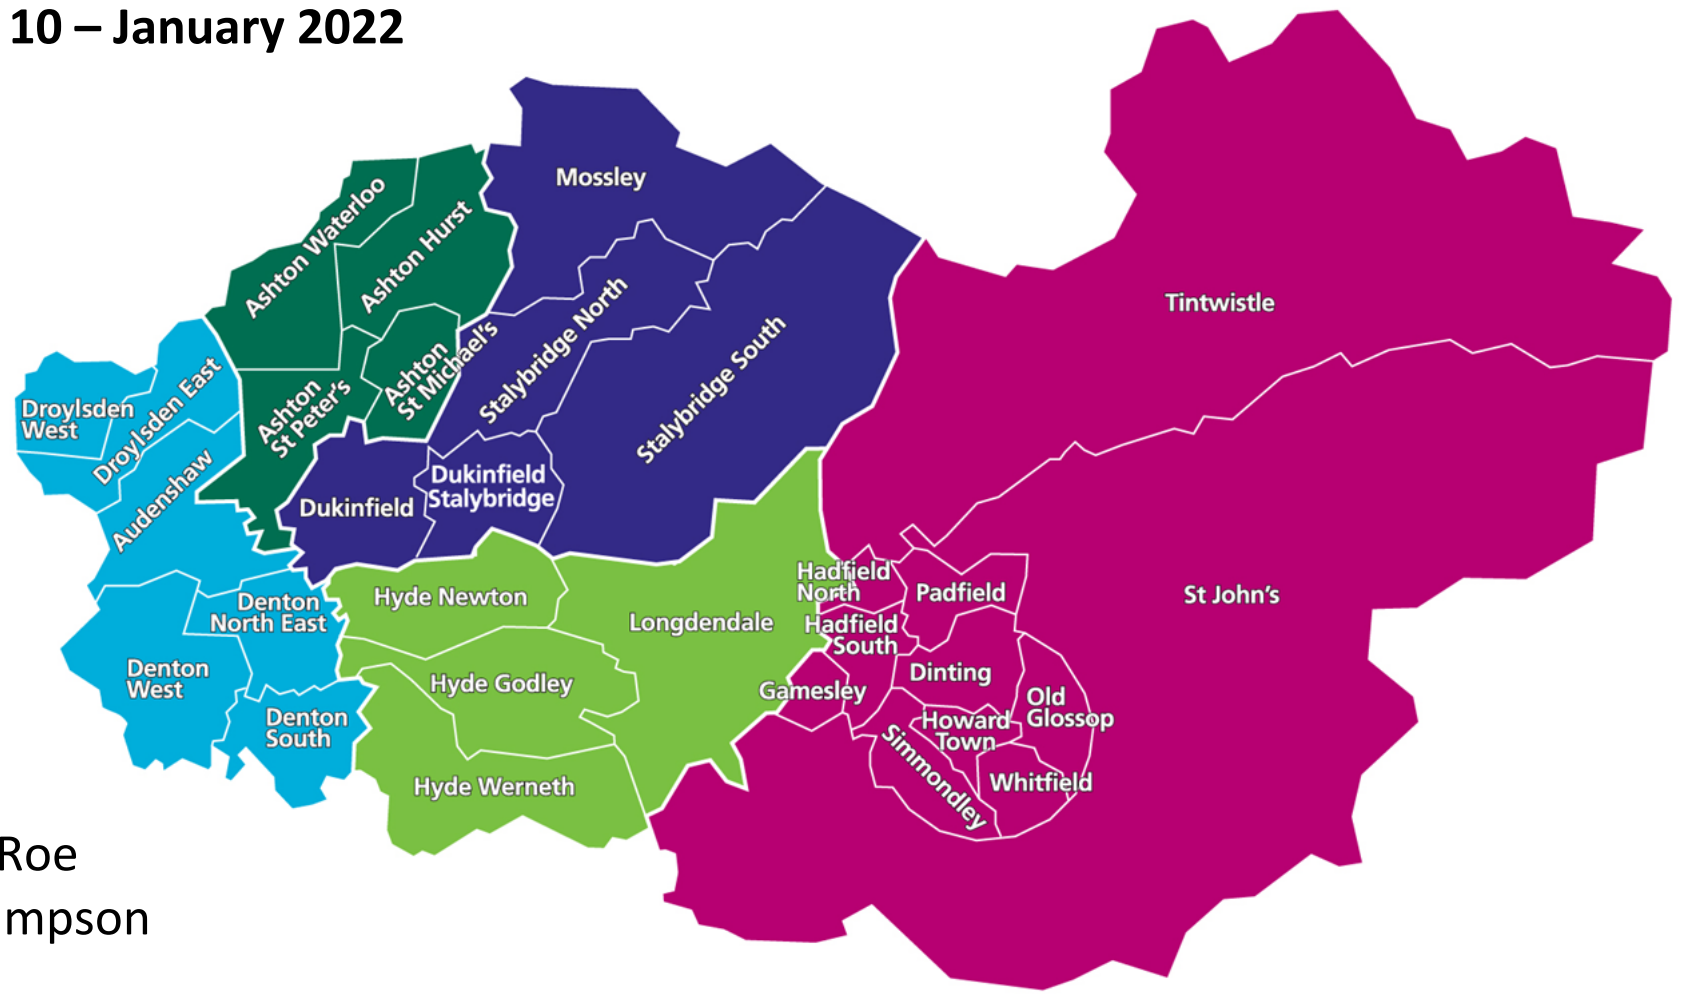 10 – January 2022
Mossley
Ashton Waterloo
Ashton Hurst
Tintwistle
Stalybridge North
Stalybridge South
Ashton
St Michael's
Ashton
St Peter's
Droylsden
West
Droylsden East
Audenshaw
Dukinfield
Dukinfield
Stalybridge
Hadfield
North
Padfield
St John's
Hyde Newton
Denton
North East
Longdendale
Hadfield
South
Denton
West
Hyde Godley
Gamesley
Dinting
Old
Glossop
Denton
South
Howard
Town
Simmondley
Whitfield
Hyde Werneth
Roe
mpson